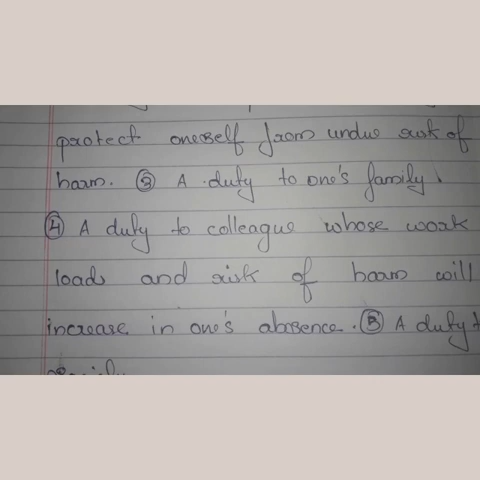 protect oneself from undue risk of
harm. ③ A duty to one's family.
④ A duty to colleague whose work
loads and risk of harm will
increase in one's absence. ⑤ A duty